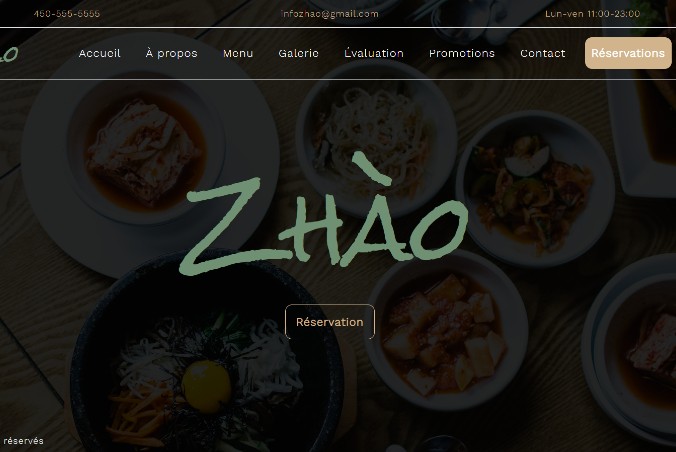 450-555-5555
infozhao@gmail.com
Lun-ven 11:00-23:00
Accueil
À propos
Menu
Galerie
Évaluation
Promotions
Contact
Réservations
ZHÀO
Réservation
réservés